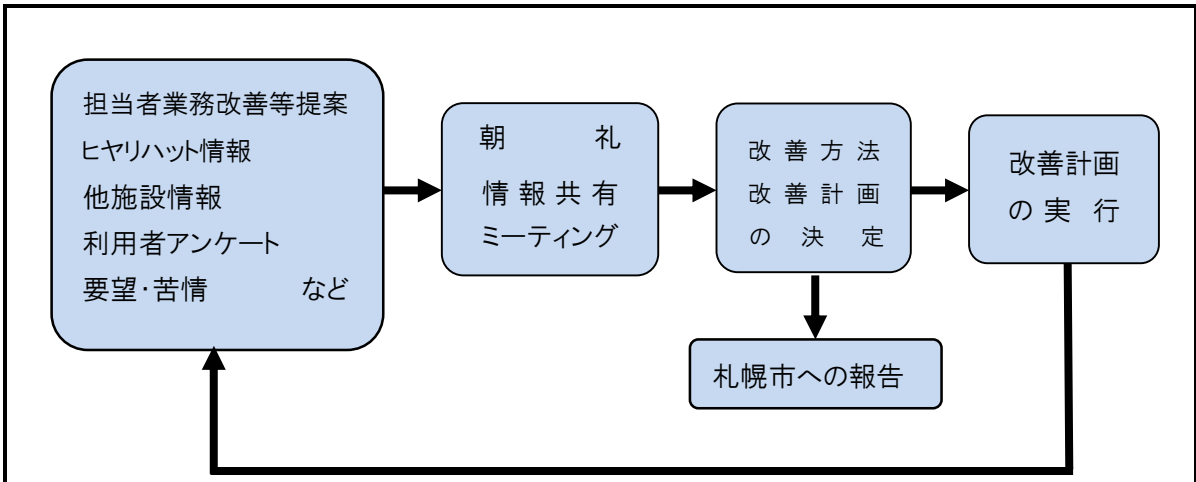 担当者業務改善等提案
ヒヤリハット情報
他施設情報
利用者アンケート
要望・苦情 など
朝 礼
情報共有
ミーティング
改善方法
改善計画
の決定
改善計画
の実行
札幌市への報告